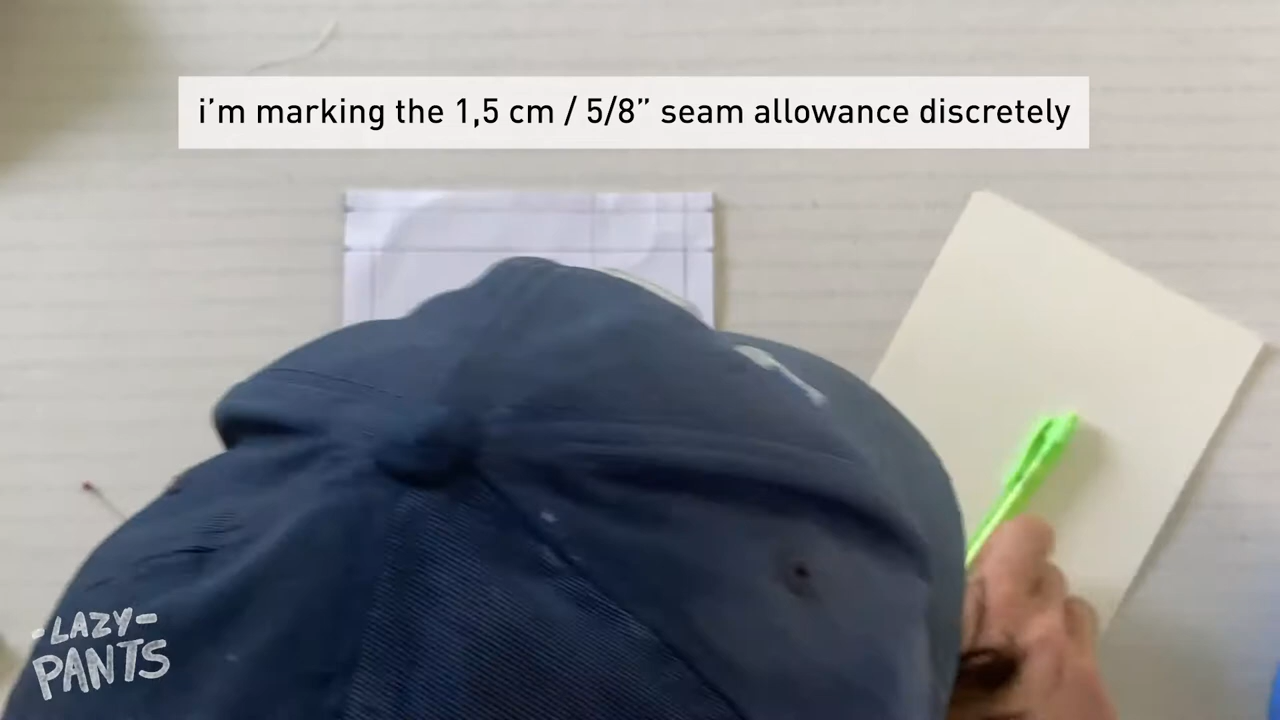 i’m marking the 1,5 cm / 5/8” seam allowance discretely
-LAZY-
PANTS